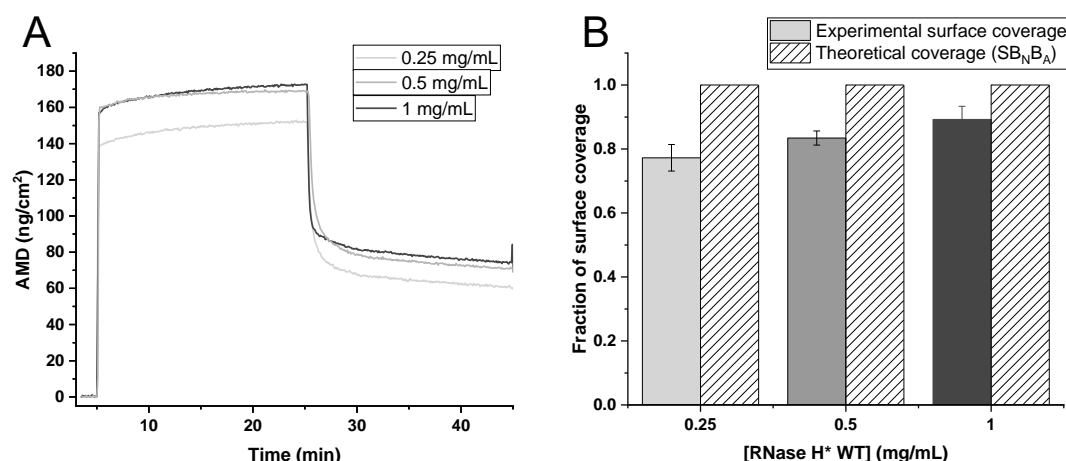 A
0.25 mg/mL
0.5 mg/mL
1 mg/mL
180
160
140
120
100
80
60
40
20
0
AMD (ng/cm²)
10
20
30
40
Time (min)
B
Experimental surface coverage
Theoretical coverage (SB_NB_A)
1.0
0.8
0.6
0.4
0.2
0.0
Fraction of surface coverage
0.25
0.5
1
[RNase H* WT] (mg/mL)